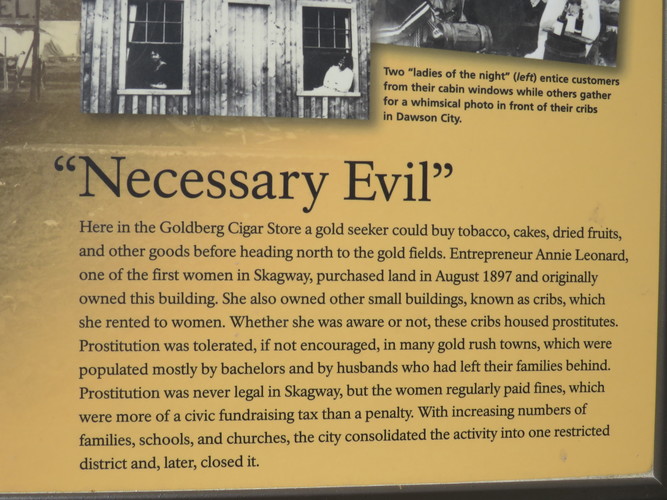 EL
Two “ladies of the night” (left) entice customers
from their cabin windows while others gather
for a whimsical photo in front of their cribs
in Dawson City.
“Necessary Evil”
Here in the Goldberg Cigar Store a gold seeker could buy tobacco, cakes, dried fruits,
and other goods before heading north to the gold fields. Entrepreneur Annie Leonard,
one of the first women in Skagway, purchased land in August 1897 and originally
owned this building. She also owned other small buildings, known as cribs, which
she rented to women. Whether she was aware or not, these cribs housed prostitutes.
Prostitution was tolerated, if not encouraged, in many gold rush towns, which were
populated mostly by bachelors and by husbands who had left their families behind.
Prostitution was never legal in Skagway, but the women regularly paid fines, which
were more of a civic fundraising tax than a penalty. With increasing numbers of
families, schools, and churches, the city consolidated the activity into one restricted
district and, later, closed it.